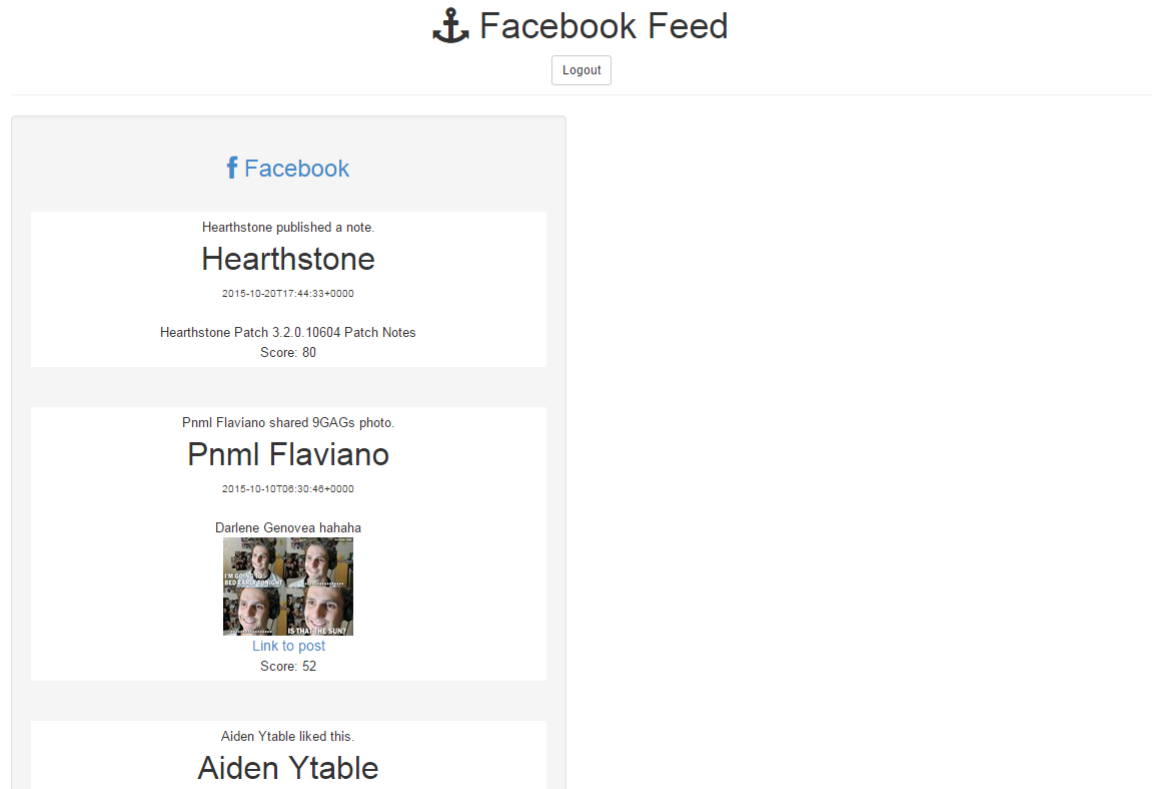 Facebook Feed
Logout
Facebook
Hearthstone published a note.
Hearthstone
2015-10-20T17:44:33+0000
Hearthstone Patch 3.2.0.10604 Patch Notes
Score: 80
Pnml Flaviano shared 9GAGs photo.
Pnml Flaviano
2015-10-10T06:30:46+0000
Darlene Genovea hahaha
I'M GOING TO
BED EARLY TONIGHT
IS THAT THE SUN?
Link to post
Score: 52
Aiden Ytable liked this.
Aiden Ytable